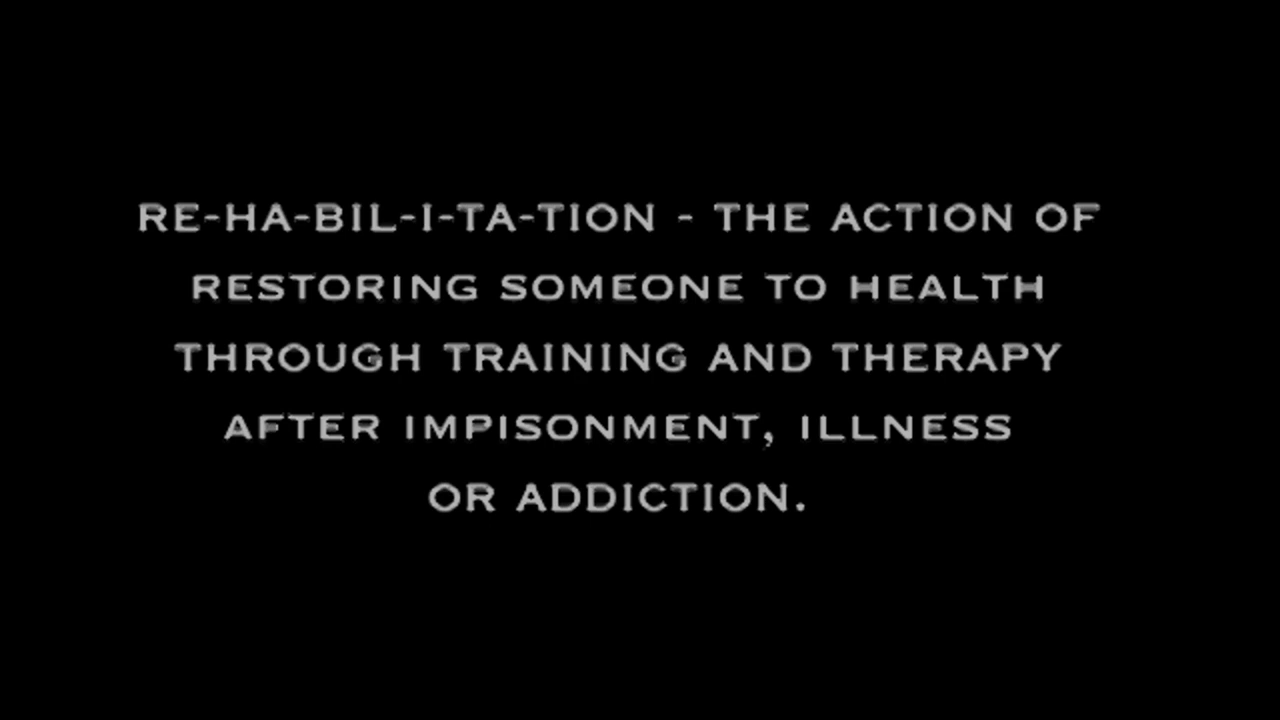 RE-HA-BIL-I-TA-TION - THE ACTION OF
RESTORING SOMEONE TO HEALTH
THROUGH TRAINING AND THERAPY
AFTER IMPISONMENT, ILLNESS
OR ADDICTION.